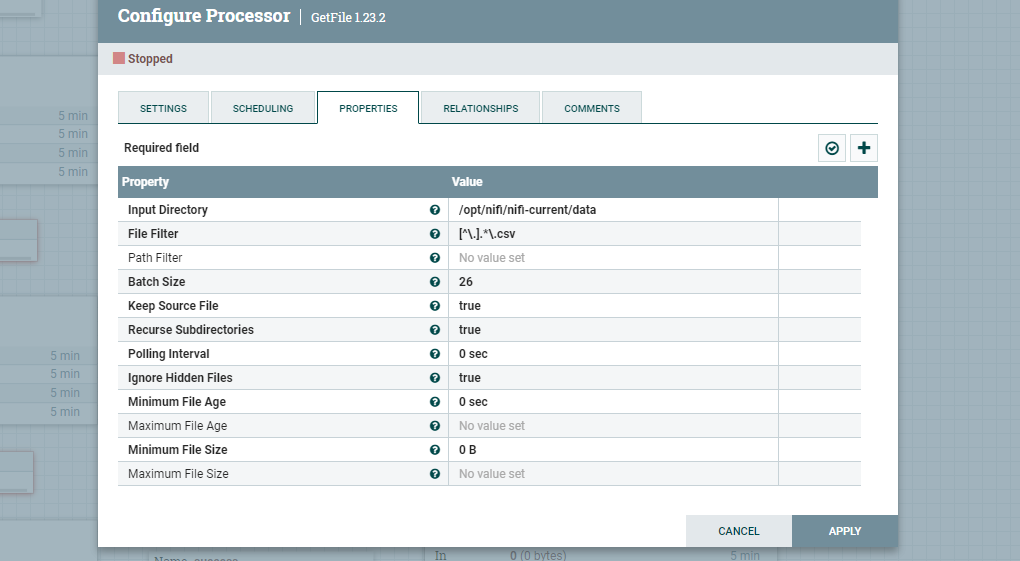 Configure Processor | GetFile 1.23.2
Stopped
SETTINGS SCHEDULING PROPERTIES RELATIONSHIPS COMMENTS
5 min
5 min
5 min
5 min
Required field
Property Value
Input Directory /opt/nifi/nifi-current/data
File Filter [^\.].*\.csv
Path Filter No value set
Batch Size 26
Keep Source File true
Recurse Subdirectories true
Polling Interval 0 sec
Ignore Hidden Files true
Minimum File Age 0 sec
Maximum File Age No value set
Minimum File Size 0 B
Maximum File Size No value set
5 min
5 min
5 min
5 min
CANCEL APPLY
Name success
In 0 (0 bytes) 5 min